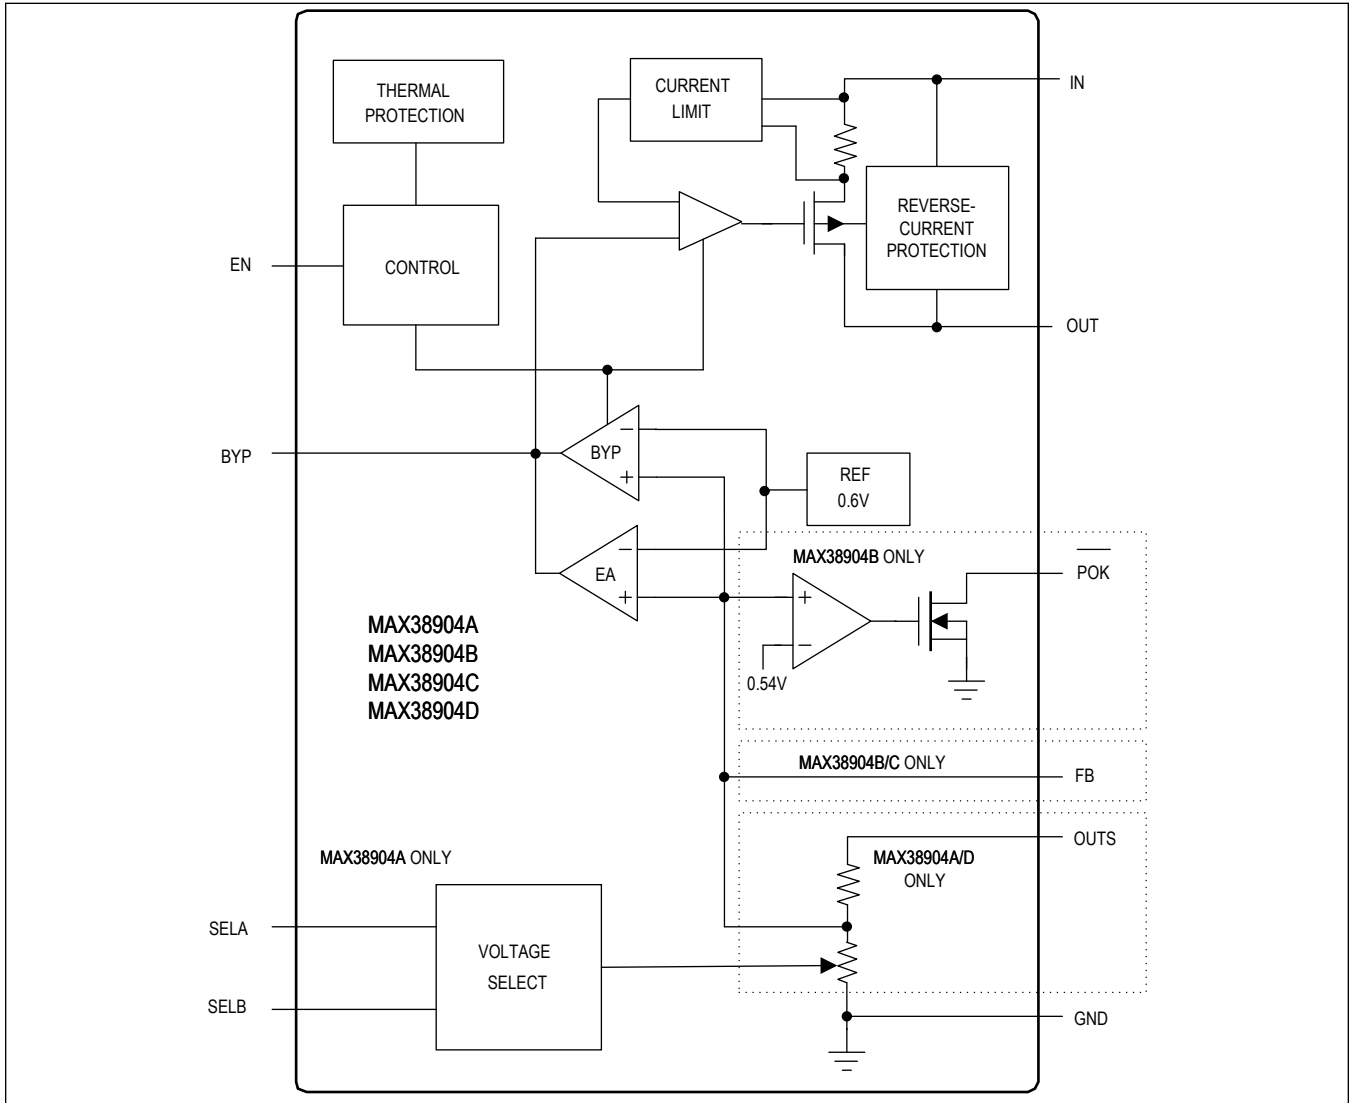 THERMAL
PROTECTION
CURRENT
LIMIT
IN
REVERSE-
CURRENT
PROTECTION
EN
CONTROL
OUT
BYP
BYP
−
+
REF
0.6V
EA
−
+
MAX38904B ONLY
POK
+
−
0.54V
MAX38904A
MAX38904B
MAX38904C
MAX38904D
MAX38904B/C ONLY
FB
OUTS
MAX38904A/D
ONLY
MAX38904A ONLY
SELA
VOLTAGE
SELECT
SELB
GND